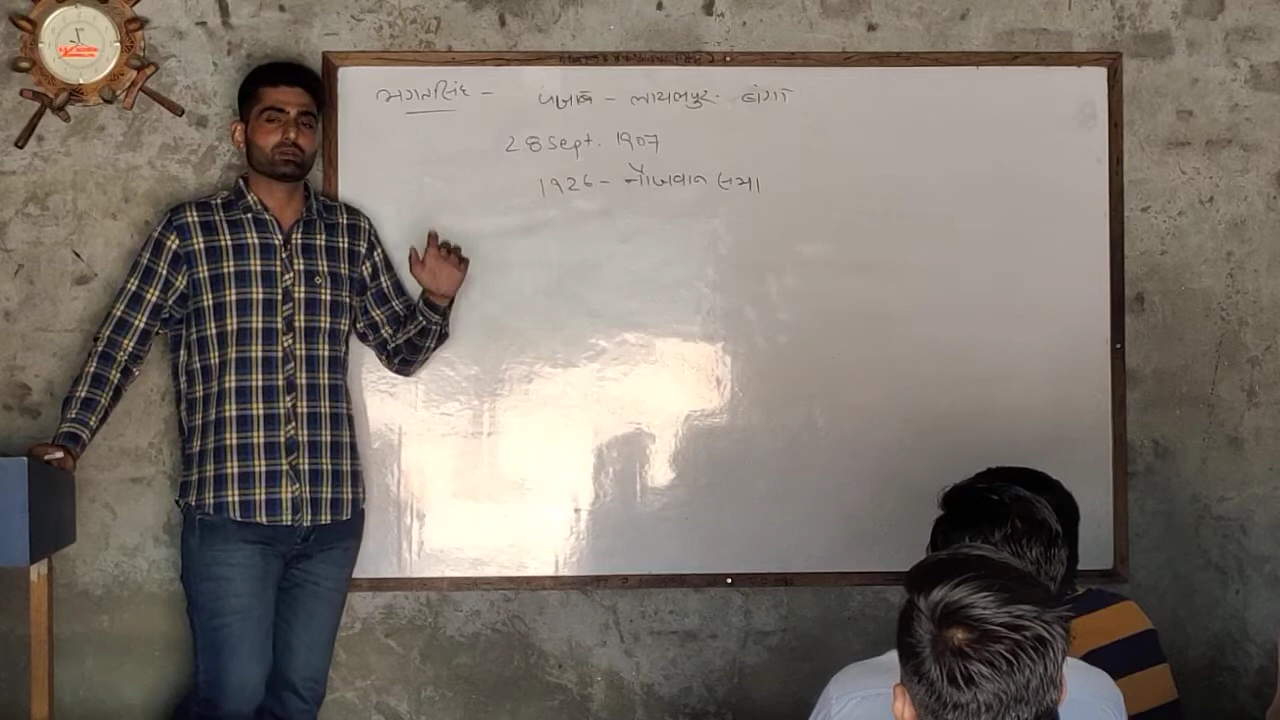 ભગતસિંહ – પંજાબ – લાયલપુર. બંગા
28 Sept. 1907
1926 – નૌજવાન સભા